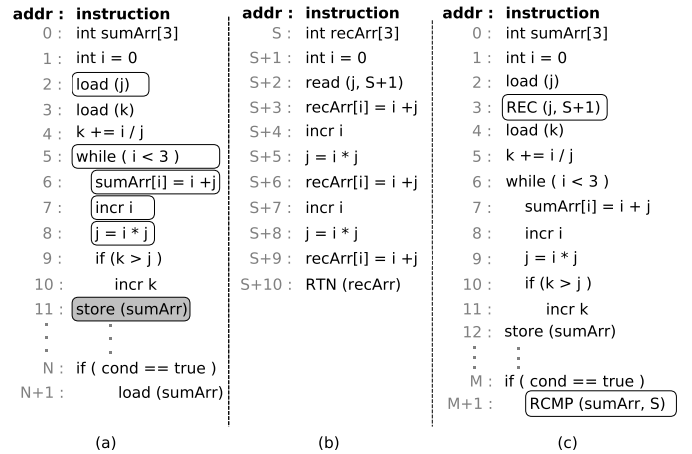 addr : instruction
0 : int sumArr[3]
1 : int i = 0
2 : load (j)
3 : load (k)
4 : k += i / j
5 : while ( i < 3 )
6 : sumArr[i] = i +j
7 : incr i
8 : j = i * j
9 : if (k > j )
10 : incr k
11 : store (sumArr)
N : if ( cond == true )
N+1 : load (sumArr)
(a)
addr : instruction
S : int recArr[3]
S+1 : int i = 0
S+2 : read (j, S+1)
S+3 : recArr[i] = i +j
S+4 : incr i
S+5 : j = i * j
S+6 : recArr[i] = i +j
S+7 : incr i
S+8 : j = i * j
S+9 : recArr[i] = i +j
S+10 : RTN (recArr)
(b)
addr : instruction
0 : int sumArr[3]
1 : int i = 0
2 : load (j)
3 : REC (j, S+1)
4 : load (k)
5 : k += i / j
6 : while ( i < 3 )
7 : sumArr[i] = i + j
8 : incr i
9 : j = i * j
10 : if (k > j )
11 : incr k
12 : store (sumArr)
M : if ( cond == true )
M+1 : RCMP (sumArr, S)
(c)